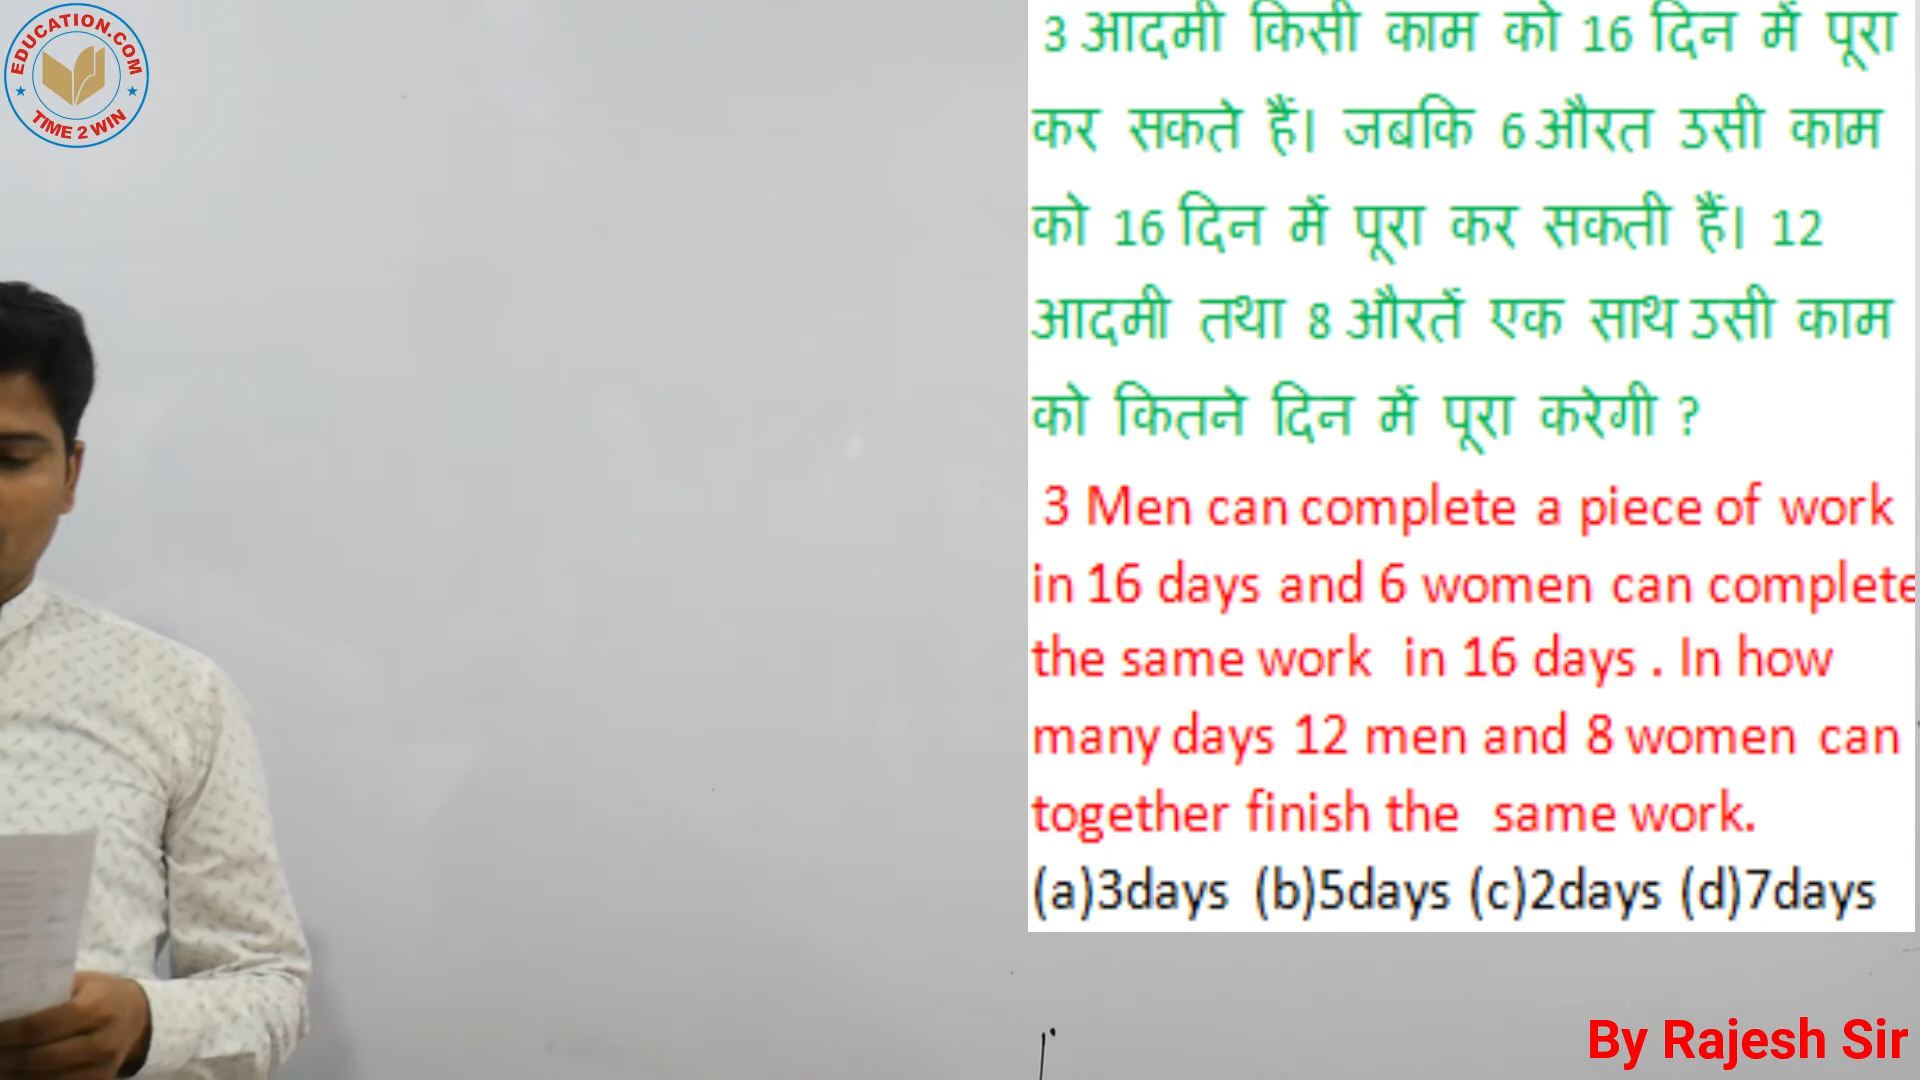 EDUCATION.COM
TIME 2 WIN
3 आदमी किसी काम को 16 दिन में पूरा
कर सकते हैं। जबकि 6 औरत उसी काम
को 16 दिन में पूरा कर सकती हैं। 12
आदमी तथा 8 औरतें एक साथ उसी काम
को कितने दिन में पूरा करेगी ?
3 Men can complete a piece of work
in 16 days and 6 women can complete
the same work in 16 days . In how
many days 12 men and 8 women can
together finish the same work.
(a)3days (b)5days (c)2days (d)7days
By Rajesh Sir